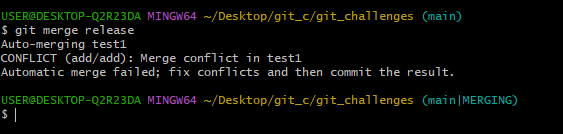 USER@DESKTOP-Q2R23DA MINGW64 ~/Desktop/git_c/git_challenges (main)
$ git merge release
Auto-merging test1
CONFLICT (add/add): Merge conflict in test1
Automatic merge failed; fix conflicts and then commit the result.
USER@DESKTOP-Q2R23DA MINGW64 ~/Desktop/git_c/git_challenges (main|MERGING)
$